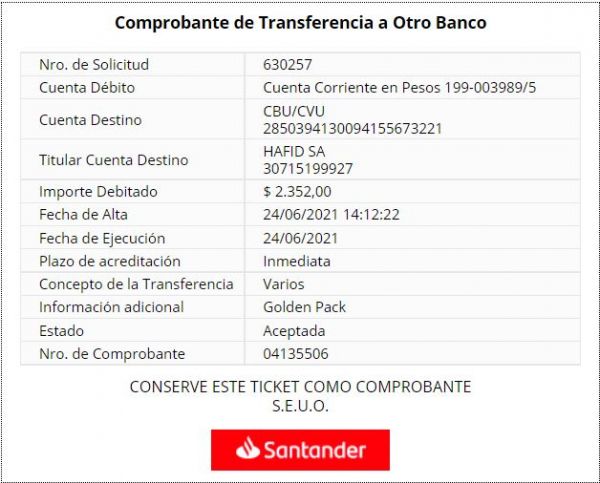 Comprobante de Transferencia a Otro Banco
Nro. de Solicitud 630257
Cuenta Débito Cuenta Corriente en Pesos 199-003989/5
Cuenta Destino CBU/CVU
2850394130094155673221
Titular Cuenta Destino HAFID SA
30715199927
Importe Debitado $ 2.352,00
Fecha de Alta 24/06/2021 14:12:22
Fecha de Ejecución 24/06/2021
Plazo de acreditación Inmediata
Concepto de la Transferencia Varios
Información adicional Golden Pack
Estado Aceptada
Nro. de Comprobante 04135506
CONSERVE ESTE TICKET COMO COMPROBANTE
S.E.U.O.
Santander